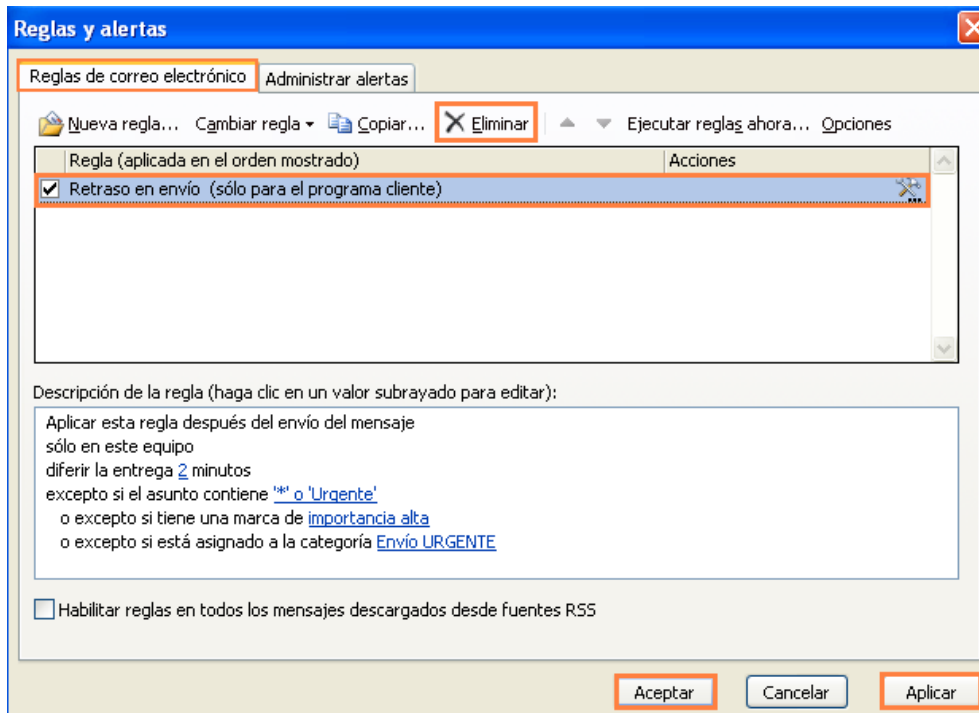 Reglas y alertas
Reglas de correo electrónico Administrar alertas
Nueva regla... Cambiar regla Copiar... Eliminar Ejecutar reglas ahora... Opciones
Regla (aplicada en el orden mostrado) Acciones
Retraso en envío (sólo para el programa cliente)
Descripción de la regla (haga clic en un valor subrayado para editar):
Aplicar esta regla después del envío del mensaje
sólo en este equipo
diferir la entrega 2 minutos
excepto si el asunto contiene '*' o 'Urgente'
o excepto si tiene una marca de importancia alta
o excepto si está asignado a la categoría Envío URGENTE
Habilitar reglas en todos los mensajes descargados desde fuentes RSS
Aceptar Cancelar Aplicar